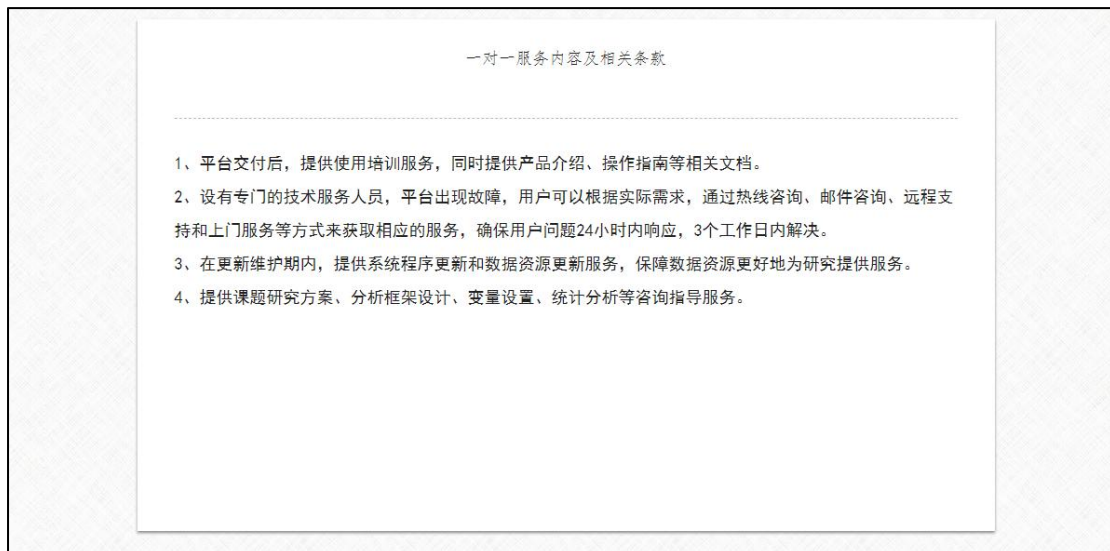 一对一服务内容及相关条款
1、平台交付后，提供使用培训服务，同时提供产品介绍、操作指南等相关文档。
2、设有专门的技术服务人员，平台出现故障，用户可以根据实际需求，通过热线咨询、邮件咨询、远程支
持和上门服务等方式来获取相应的服务，确保用户问题24小时内响应，3个工作日内解决。
3、在更新维护期内，提供系统程序更新和数据资源更新服务，保障数据资源更好地为研究提供服务。
4、提供课题研究方案、分析框架设计、变量设置、统计分析等咨询指导服务。